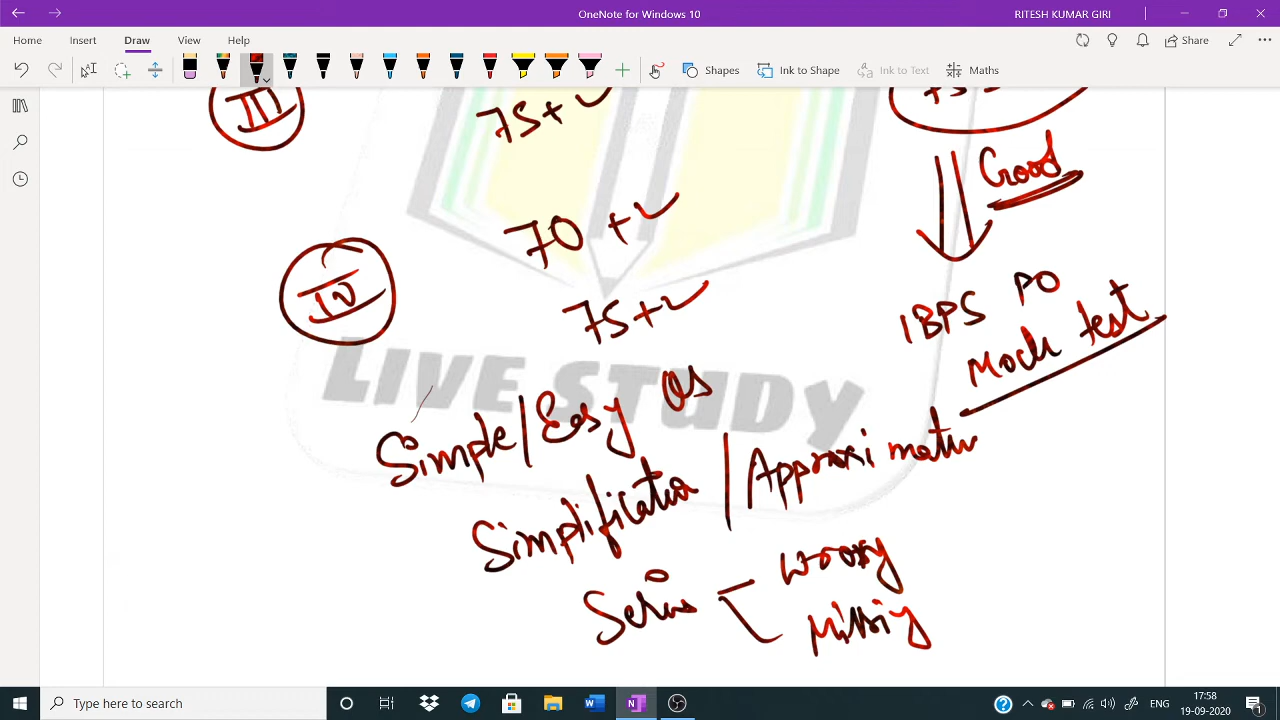 OneNote for Windows 10
RITESH KUMAR GIRI
Home Insert Draw View Help
Share
Shapes Ink to Shape Ink to Text Maths
III
75+
Good
70+
IV
75+
IBPS PO
Mock test
LIVE STUDY
Simple/Easy Qs
Simplification / Approximation
Series
wrong
Missing
Type here to search
ENG
17:58
19-09-2020